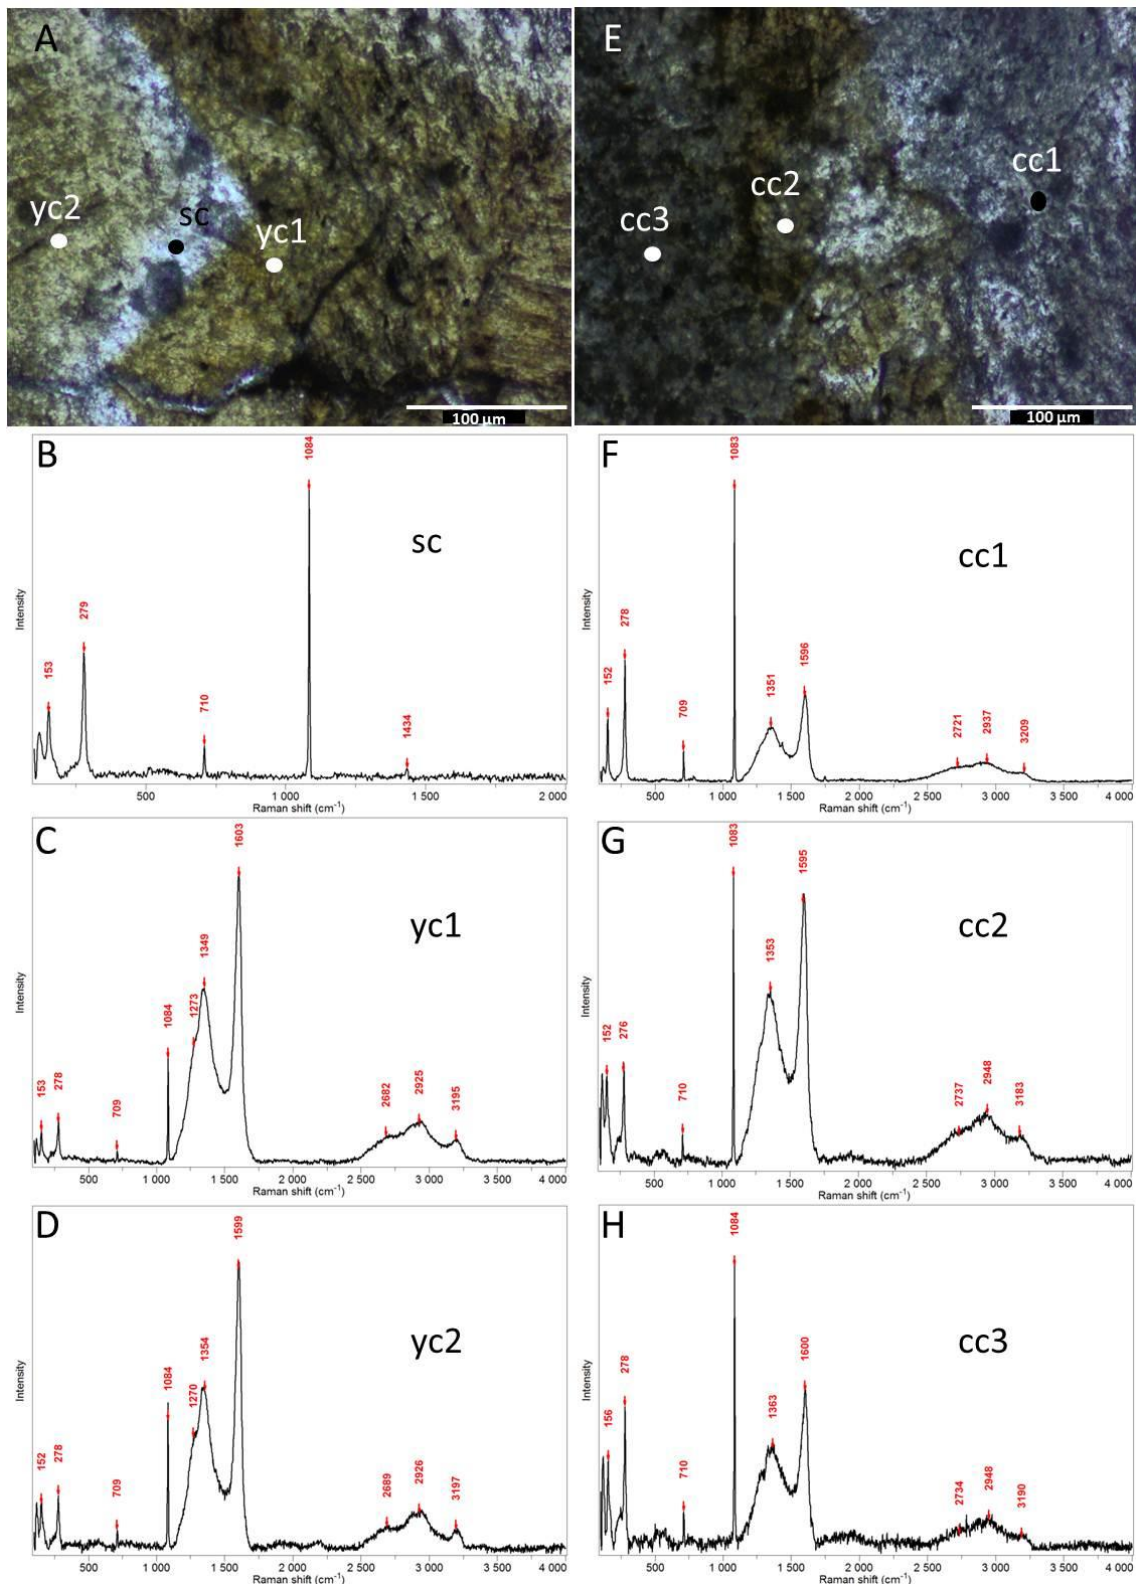 A
yc2
sc
yc1
100 μm
E
cc1
cc2
cc3
100 μm
B
1084
sc
279
153
710
1434
Intensity
500
1 000
1 500
2 000
Raman shift (cm⁻¹)
F
1083
cc1
278
152
709
1351
1596
2721
2937
3209
Intensity
500
1 000
1 500
2 000
2 500
3 000
3 500
4 000
Raman shift (cm⁻¹)
C
1603
yc1
1349
1273
1084
153
278
709
2682
2925
3195
Intensity
500
1 000
1 500
2 000
2 500
3 000
3 500
4 000
Raman shift (cm⁻¹)
G
1083
1595
cc2
1353
152
276
710
2737
2948
3183
Intensity
500
1 000
1 500
2 000
2 500
3 000
3 500
4 000
Raman shift (cm⁻¹)
D
1599
yc2
1354
1270
1084
152
278
709
2689
2926
3197
Intensity
500
1 000
1 500
2 000
2 500
3 000
3 500
4 000
Raman shift (cm⁻¹)
H
1084
cc3
1600
278
156
1363
710
2734
2948
3190
Intensity
500
1 000
1 500
2 000
2 500
3 000
3 500
4 000
Raman shift (cm⁻¹)